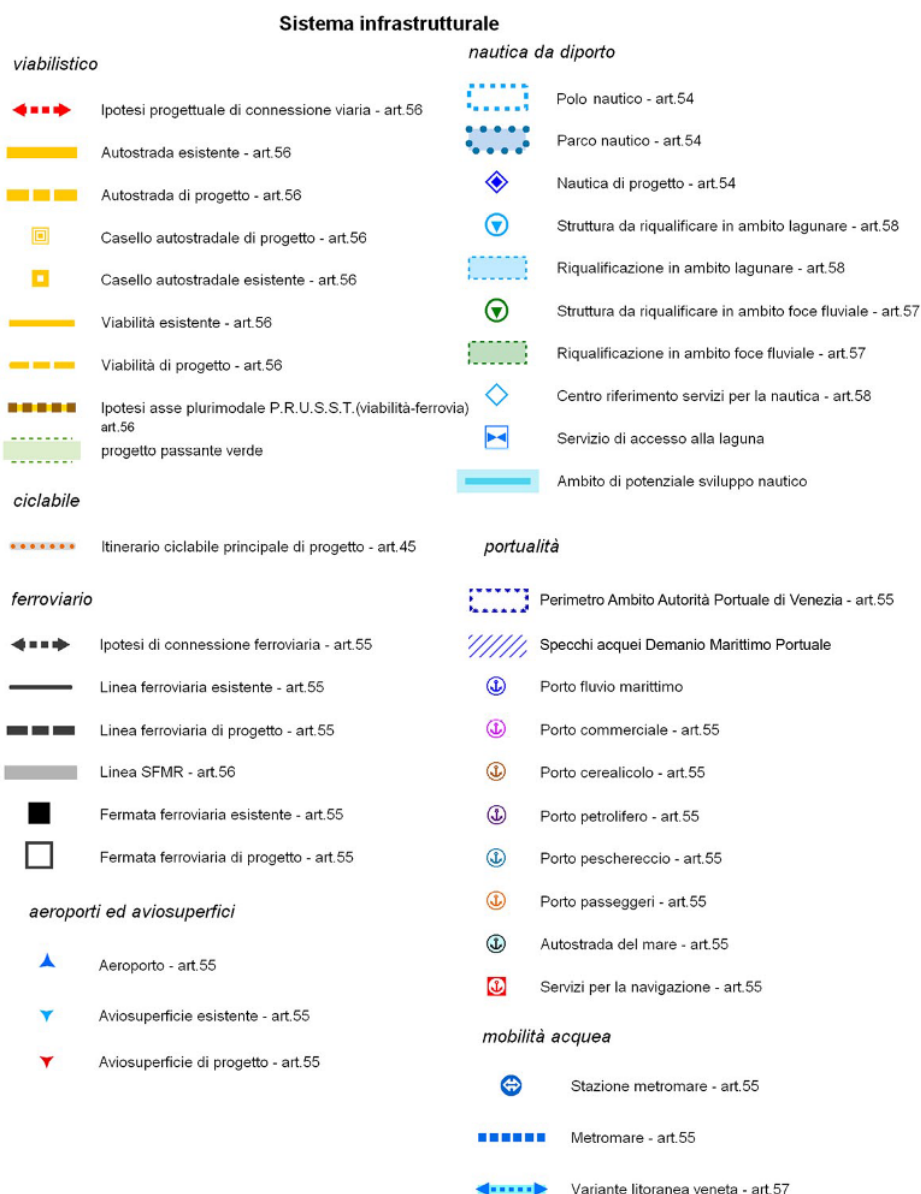 Sistema infrastrutturale
viabilistico
Ipotesi progettuale di connessione viaria - art.56
Autostrada esistente - art.56
Autostrada di progetto - art.56
Casello autostradale di progetto - art.56
Casello autostradale esistente - art.56
Viabilità esistente - art.56
Viabilità di progetto - art.56
Ipotesi asse plurimodale P.R.U.S.S.T.(viabilità-ferrovia)
art.56
progetto passante verde
ciclabile
Itinerario ciclabile principale di progetto - art.45
ferroviario
Ipotesi di connessione ferroviaria - art.55
Linea ferroviaria esistente - art.55
Linea ferroviaria di progetto - art.55
Linea SFMR - art.56
Fermata ferroviaria esistente - art.55
Fermata ferroviaria di progetto - art.55
aeroporti ed aviosuperfici
Aeroporto - art.55
Aviosuperficie esistente - art.55
Aviosuperficie di progetto - art.55
nautica da diporto
Polo nautico - art.54
Parco nautico - art.54
Nautica di progetto - art.54
Struttura da riqualificare in ambito lagunare - art.58
Riqualificazione in ambito lagunare - art.58
Struttura da riqualificare in ambito foce fluviale - art.57
Riqualificazione in ambito foce fluviale - art.57
Centro riferimento servizi per la nautica - art.58
Servizio di accesso alla laguna
Ambito di potenziale sviluppo nautico
portualità
Perimetro Ambito Autorità Portuale di Venezia - art.55
Specchi acquei Demanio Marittimo Portuale
Porto fluvio marittimo
Porto commerciale - art.55
Porto cerealicolo - art.55
Porto petrolifero - art.55
Porto peschereccio - art.55
Porto passeggeri - art.55
Autostrada del mare - art.55
Servizi per la navigazione - art.55
mobilità acquea
Stazione metromare - art.55
Metromare - art.55
Variante litoranea veneta - art.57